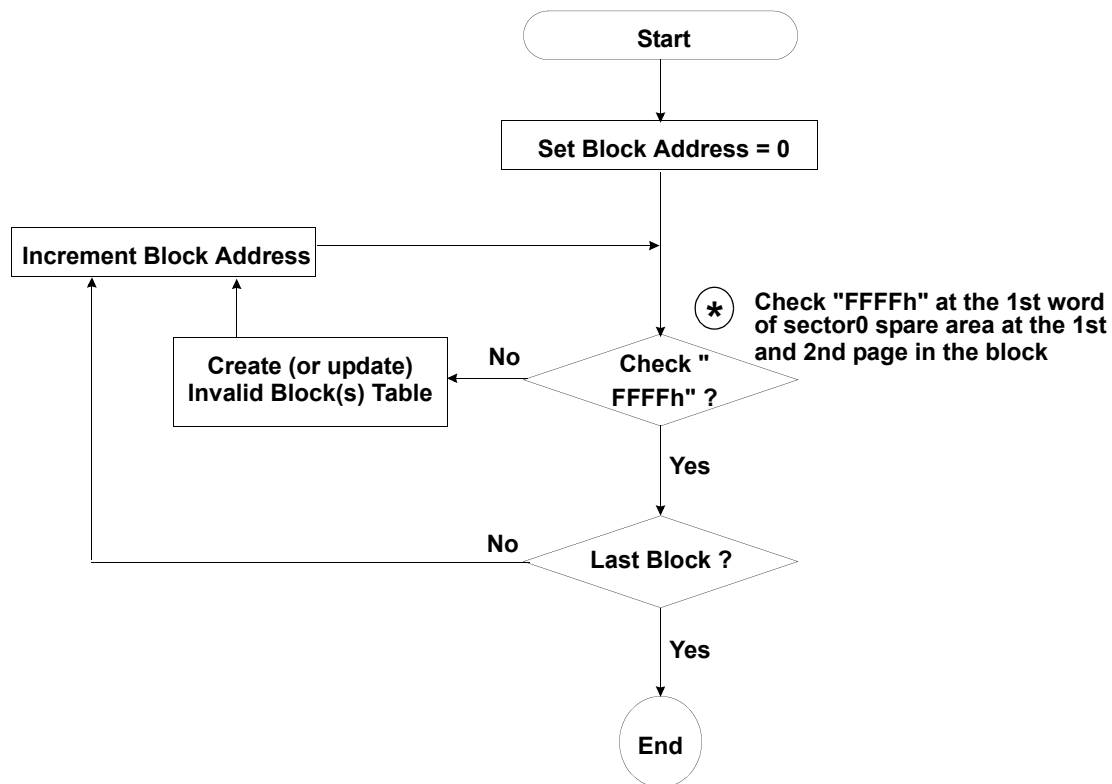 Start
Set Block Address = 0
Increment Block Address
*
Check "FFFFh" at the 1st word
of sector0 spare area at the 1st
and 2nd page in the block
No
Create (or update)
Invalid Block(s) Table
Check "
FFFFh" ?
Yes
No
Last Block ?
Yes
End